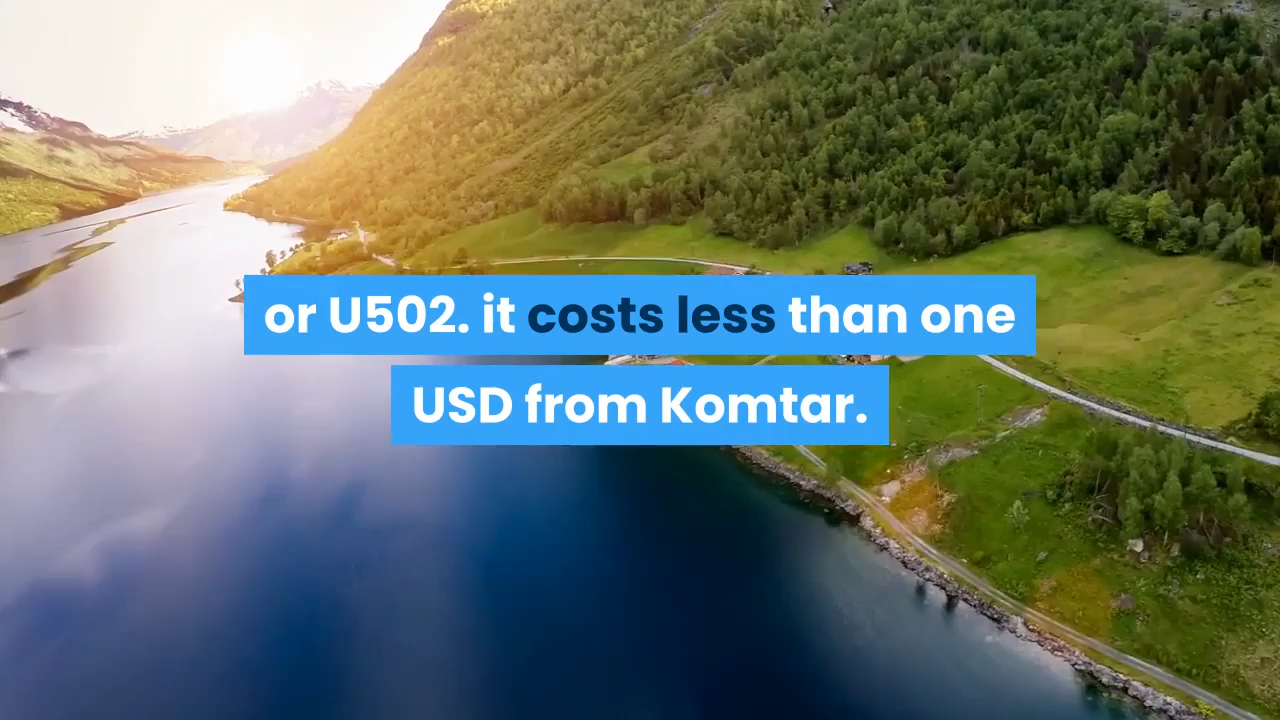 or U502. it costs less than one
USD from Komtar.